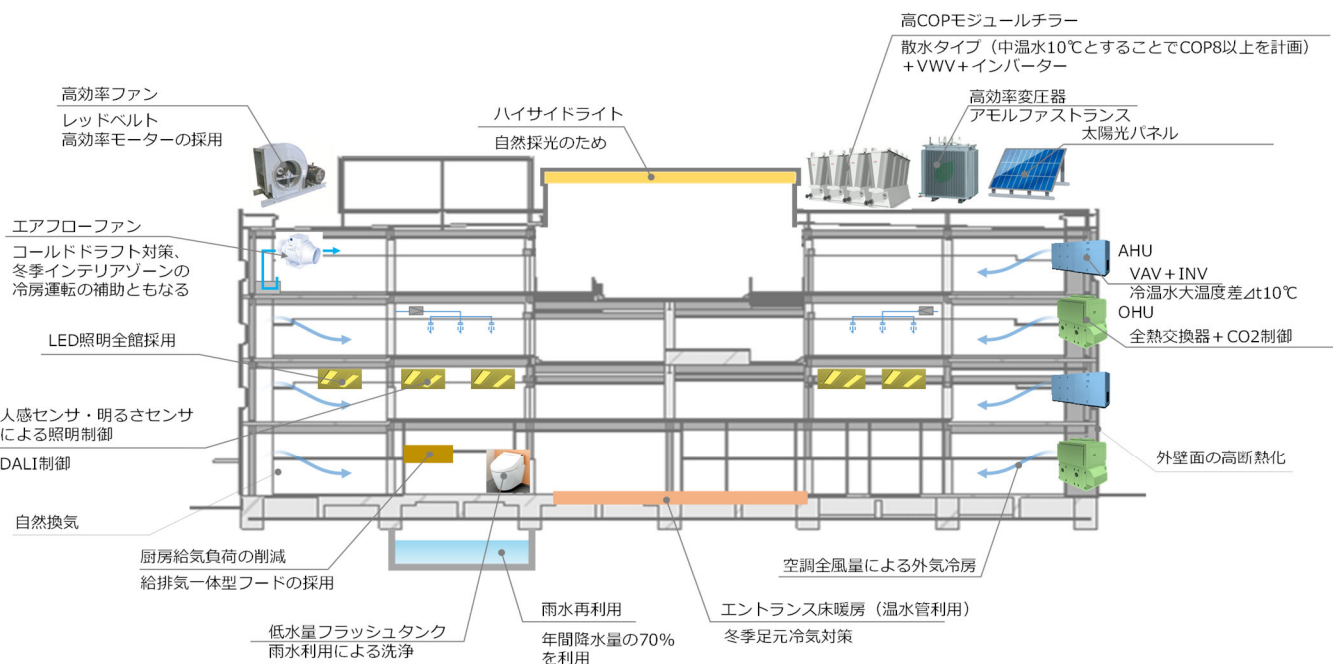 高COPモジュールチラー
散水タイプ（中温水10℃とすることでCOP8以上を計画）
＋VWV＋インバーター
高効率ファン
レッドベルト
高効率モーターの採用
ハイサイドライト
自然採光のため
高効率変圧器
アモルファストランス
太陽光パネル
エアフローファン
コールドドラフト対策、
冬季インテリアゾーンの
冷房運転の補助ともなる
AHU
VAV＋INV
冷温水大温度差⊿t10℃
OHU
全熱交換器＋CO2制御
LED照明全館採用
人感センサ・明るさセンサ
による照明制御
DALI制御
外壁面の高断熱化
自然換気
厨房給気負荷の削減
給排気一体型フードの採用
空調全風量による外気冷房
低水量フラッシュタンク
雨水利用による洗浄
雨水再利用
年間降水量の70%
を利用
エントランス床暖房（温水管利用）
冬季足元冷気対策